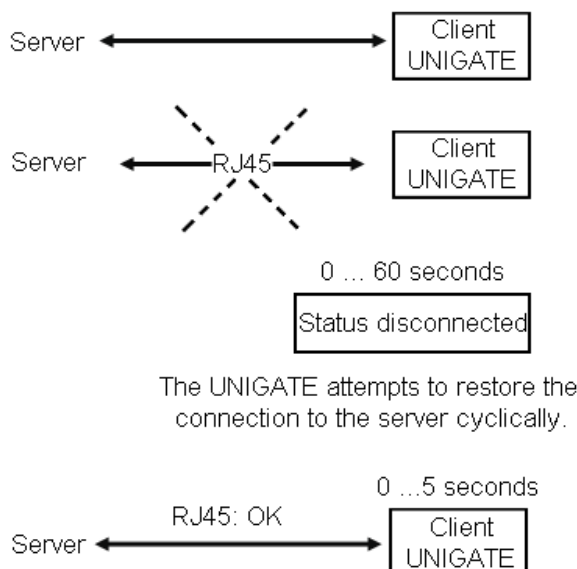 Server
Client
UNIGATE
Server
RJ45
Client
UNIGATE
0 ... 60 seconds
Status disconnected
The UNIGATE attempts to restore the
connection to the server cyclically.
0 ...5 seconds
RJ45: OK
Server
Client
UNIGATE